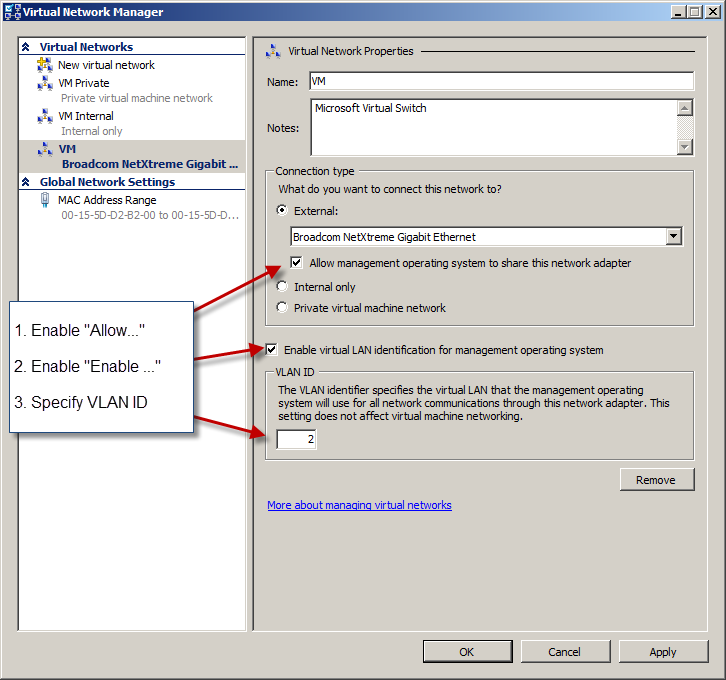 Virtual Network Manager
Virtual Networks
New virtual network
VM Private
Private virtual machine network
VM Internal
Internal only
VM
Broadcom NetXtreme Gigabit ...
Global Network Settings
MAC Address Range
00-15-5D-D2-B2-00 to 00-15-5D-D...
1. Enable "Allow..."
2. Enable "Enable ..."
3. Specify VLAN ID
Virtual Network Properties
Name: VM
Notes: Microsoft Virtual Switch
Connection type
What do you want to connect this network to?
External:
Broadcom NetXtreme Gigabit Ethernet
Allow management operating system to share this network adapter
Internal only
Private virtual machine network
Enable virtual LAN identification for management operating system
VLAN ID
The VLAN identifier specifies the virtual LAN that the management operating
system will use for all network communications through this network adapter. This
setting does not affect virtual machine networking.
2
Remove
More about managing virtual networks
OK Cancel Apply